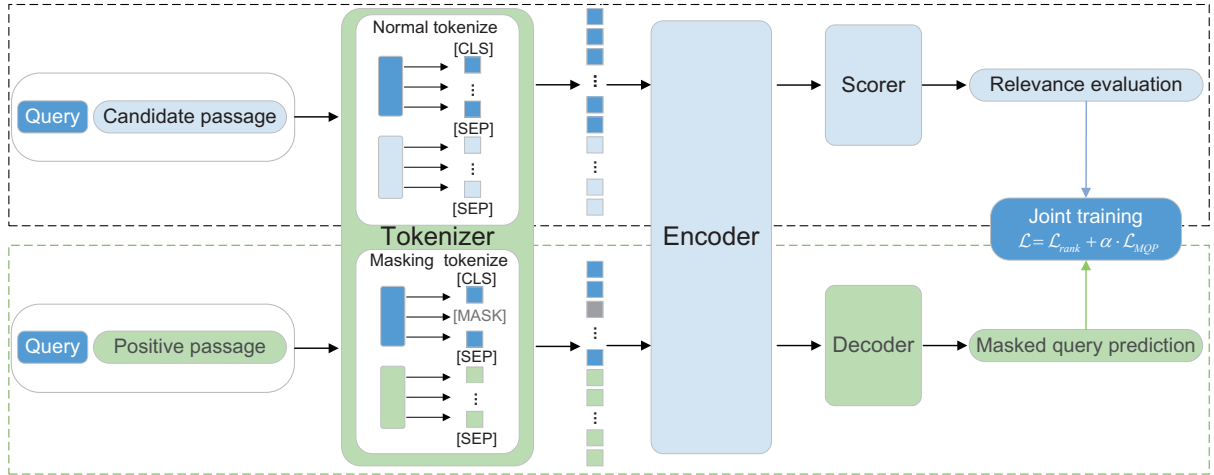 Query
Candidate passage
Normal tokenize
[CLS]
[SEP]
[SEP]
Tokenizer
Encoder
Scorer
Relevance evaluation
Joint training
ℒ = ℒ_rank + α · ℒ_MQP
Query
Positive passage
Masking tokenize
[CLS]
[MASK]
[SEP]
[SEP]
Decoder
Masked query prediction